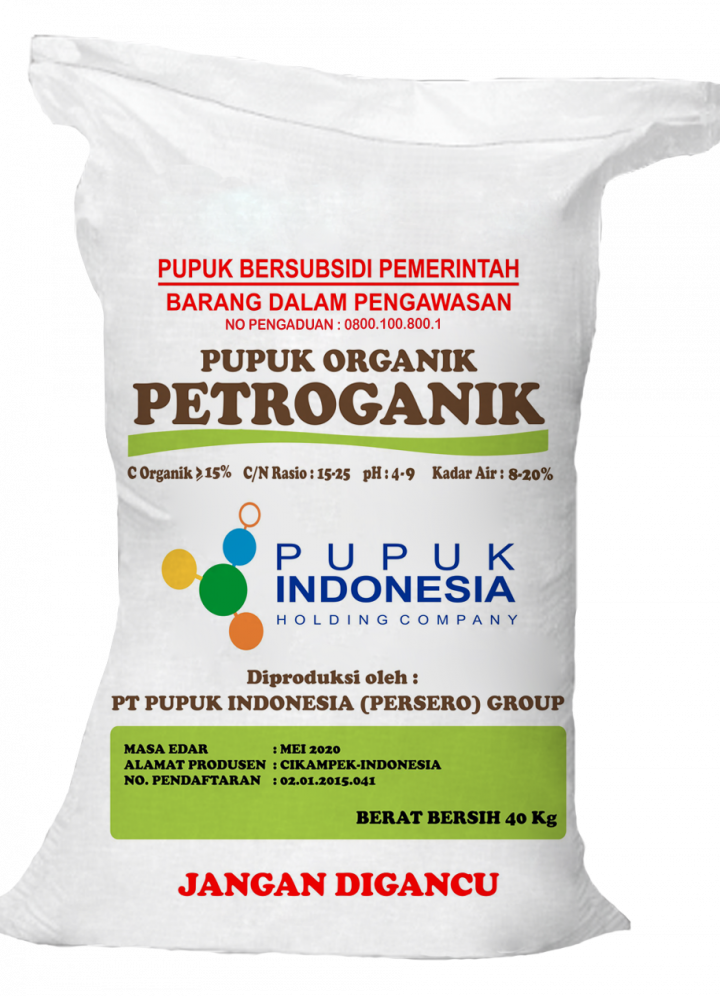 PUPUK BERSUBSIDI PEMERINTAH
BARANG DALAM PENGAWASAN
NO PENGADUAN : 0800.100.800.1
PUPUK ORGANIK
PETROGANIK
C Organik ⩾ 15% C/N Rasio : 15-25 pH : 4-9 Kadar Air : 8-20%
PUPUK
INDONESIA
HOLDING COMPANY
Diproduksi oleh :
PT PUPUK INDONESIA (PERSERO) GROUP
MASA EDAR : MEI 2020
ALAMAT PRODUSEN : CIKAMPEK-INDONESIA
NO. PENDAFTARAN : 02.01.2015.041
BERAT BERSIH 40 Kg
JANGAN DIGANCU